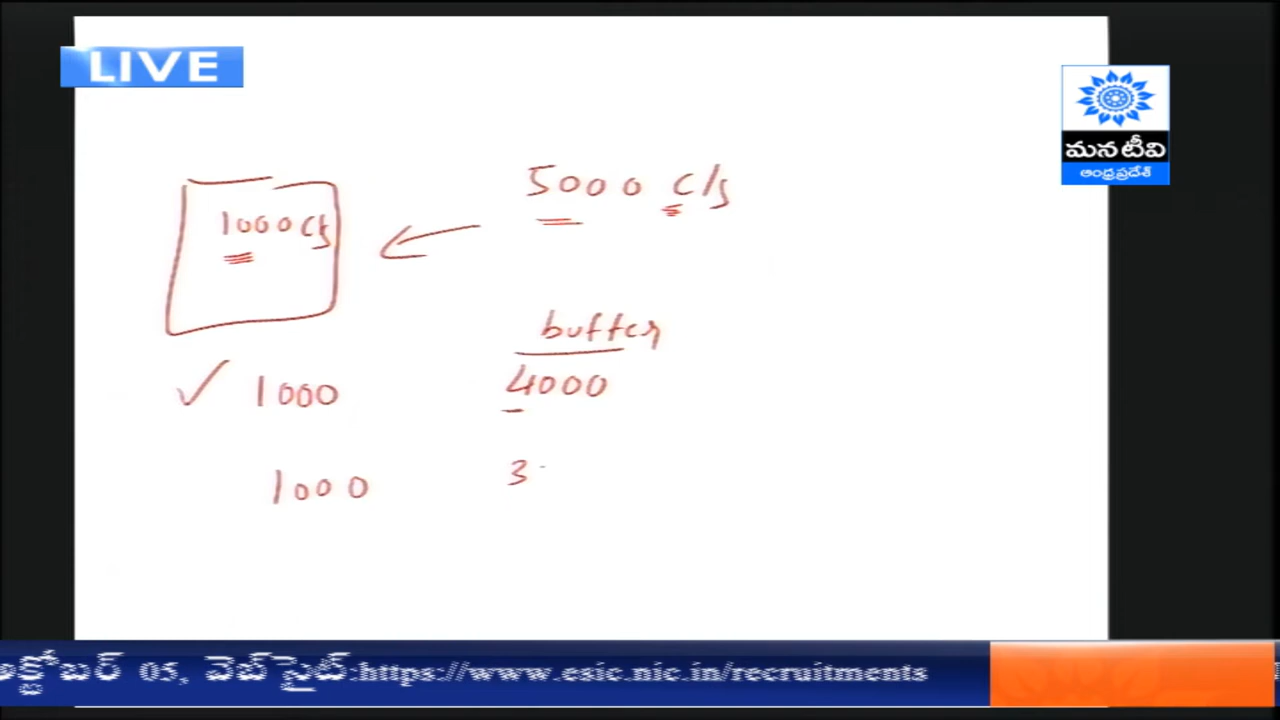 LIVE
మన టీవి
ఆంధ్రప్రదేశ్
5000 c/s
1000 c/s
buffer
✓ 1000 4000
1000 3
05, వెబ్‌సైట్:https://www.esic.nic.in/recruitments